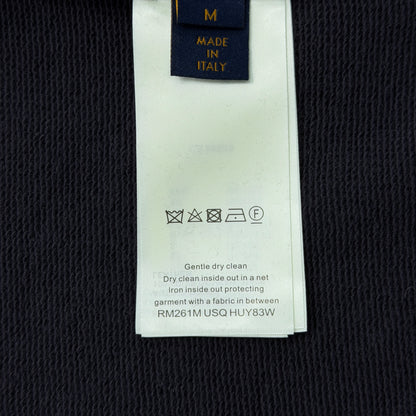 M
MADE
IN
ITALY
F
Gentle dry clean
Dry clean inside out in a net
Iron inside out protecting
garment with a fabric in between
RM261M USQ HUY83W